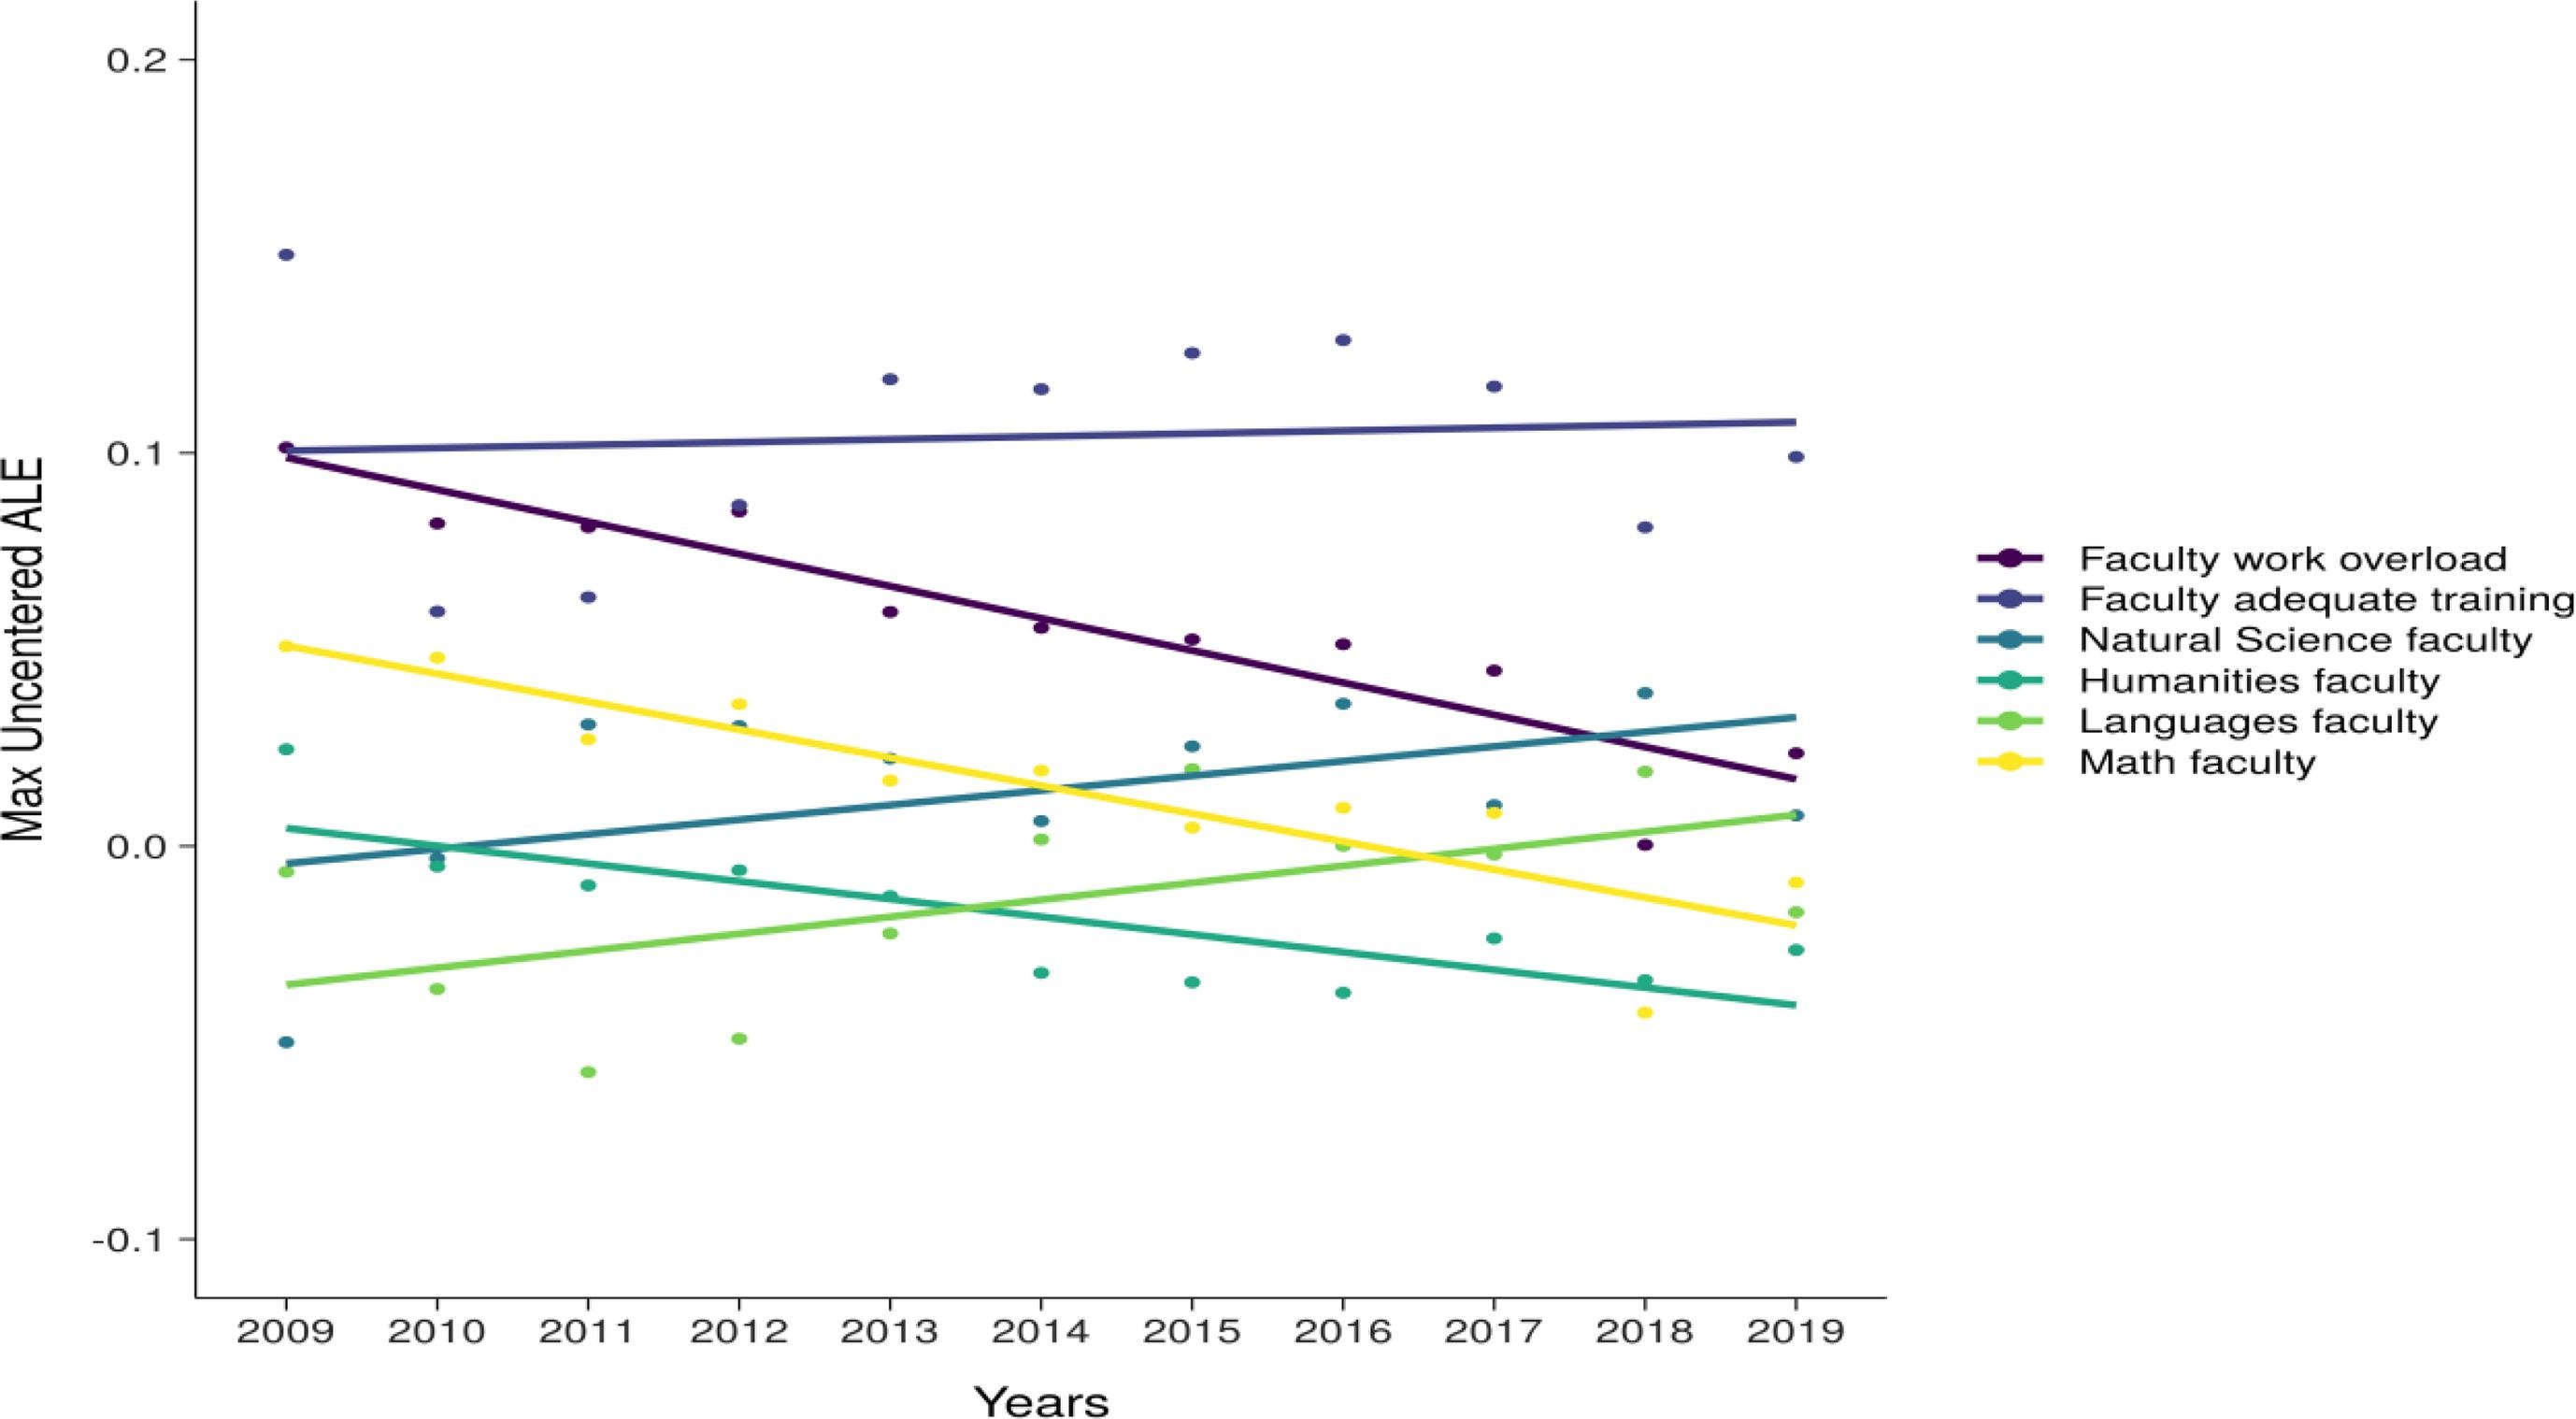 Max Uncentered ALE
0.2
0.1
0.0
-0.1
2009 2010 2011 2012 2013 2014 2015 2016 2017 2018 2019
Years
Faculty work overload
Faculty adequate training
Natural Science faculty
Humanities faculty
Languages faculty
Math faculty